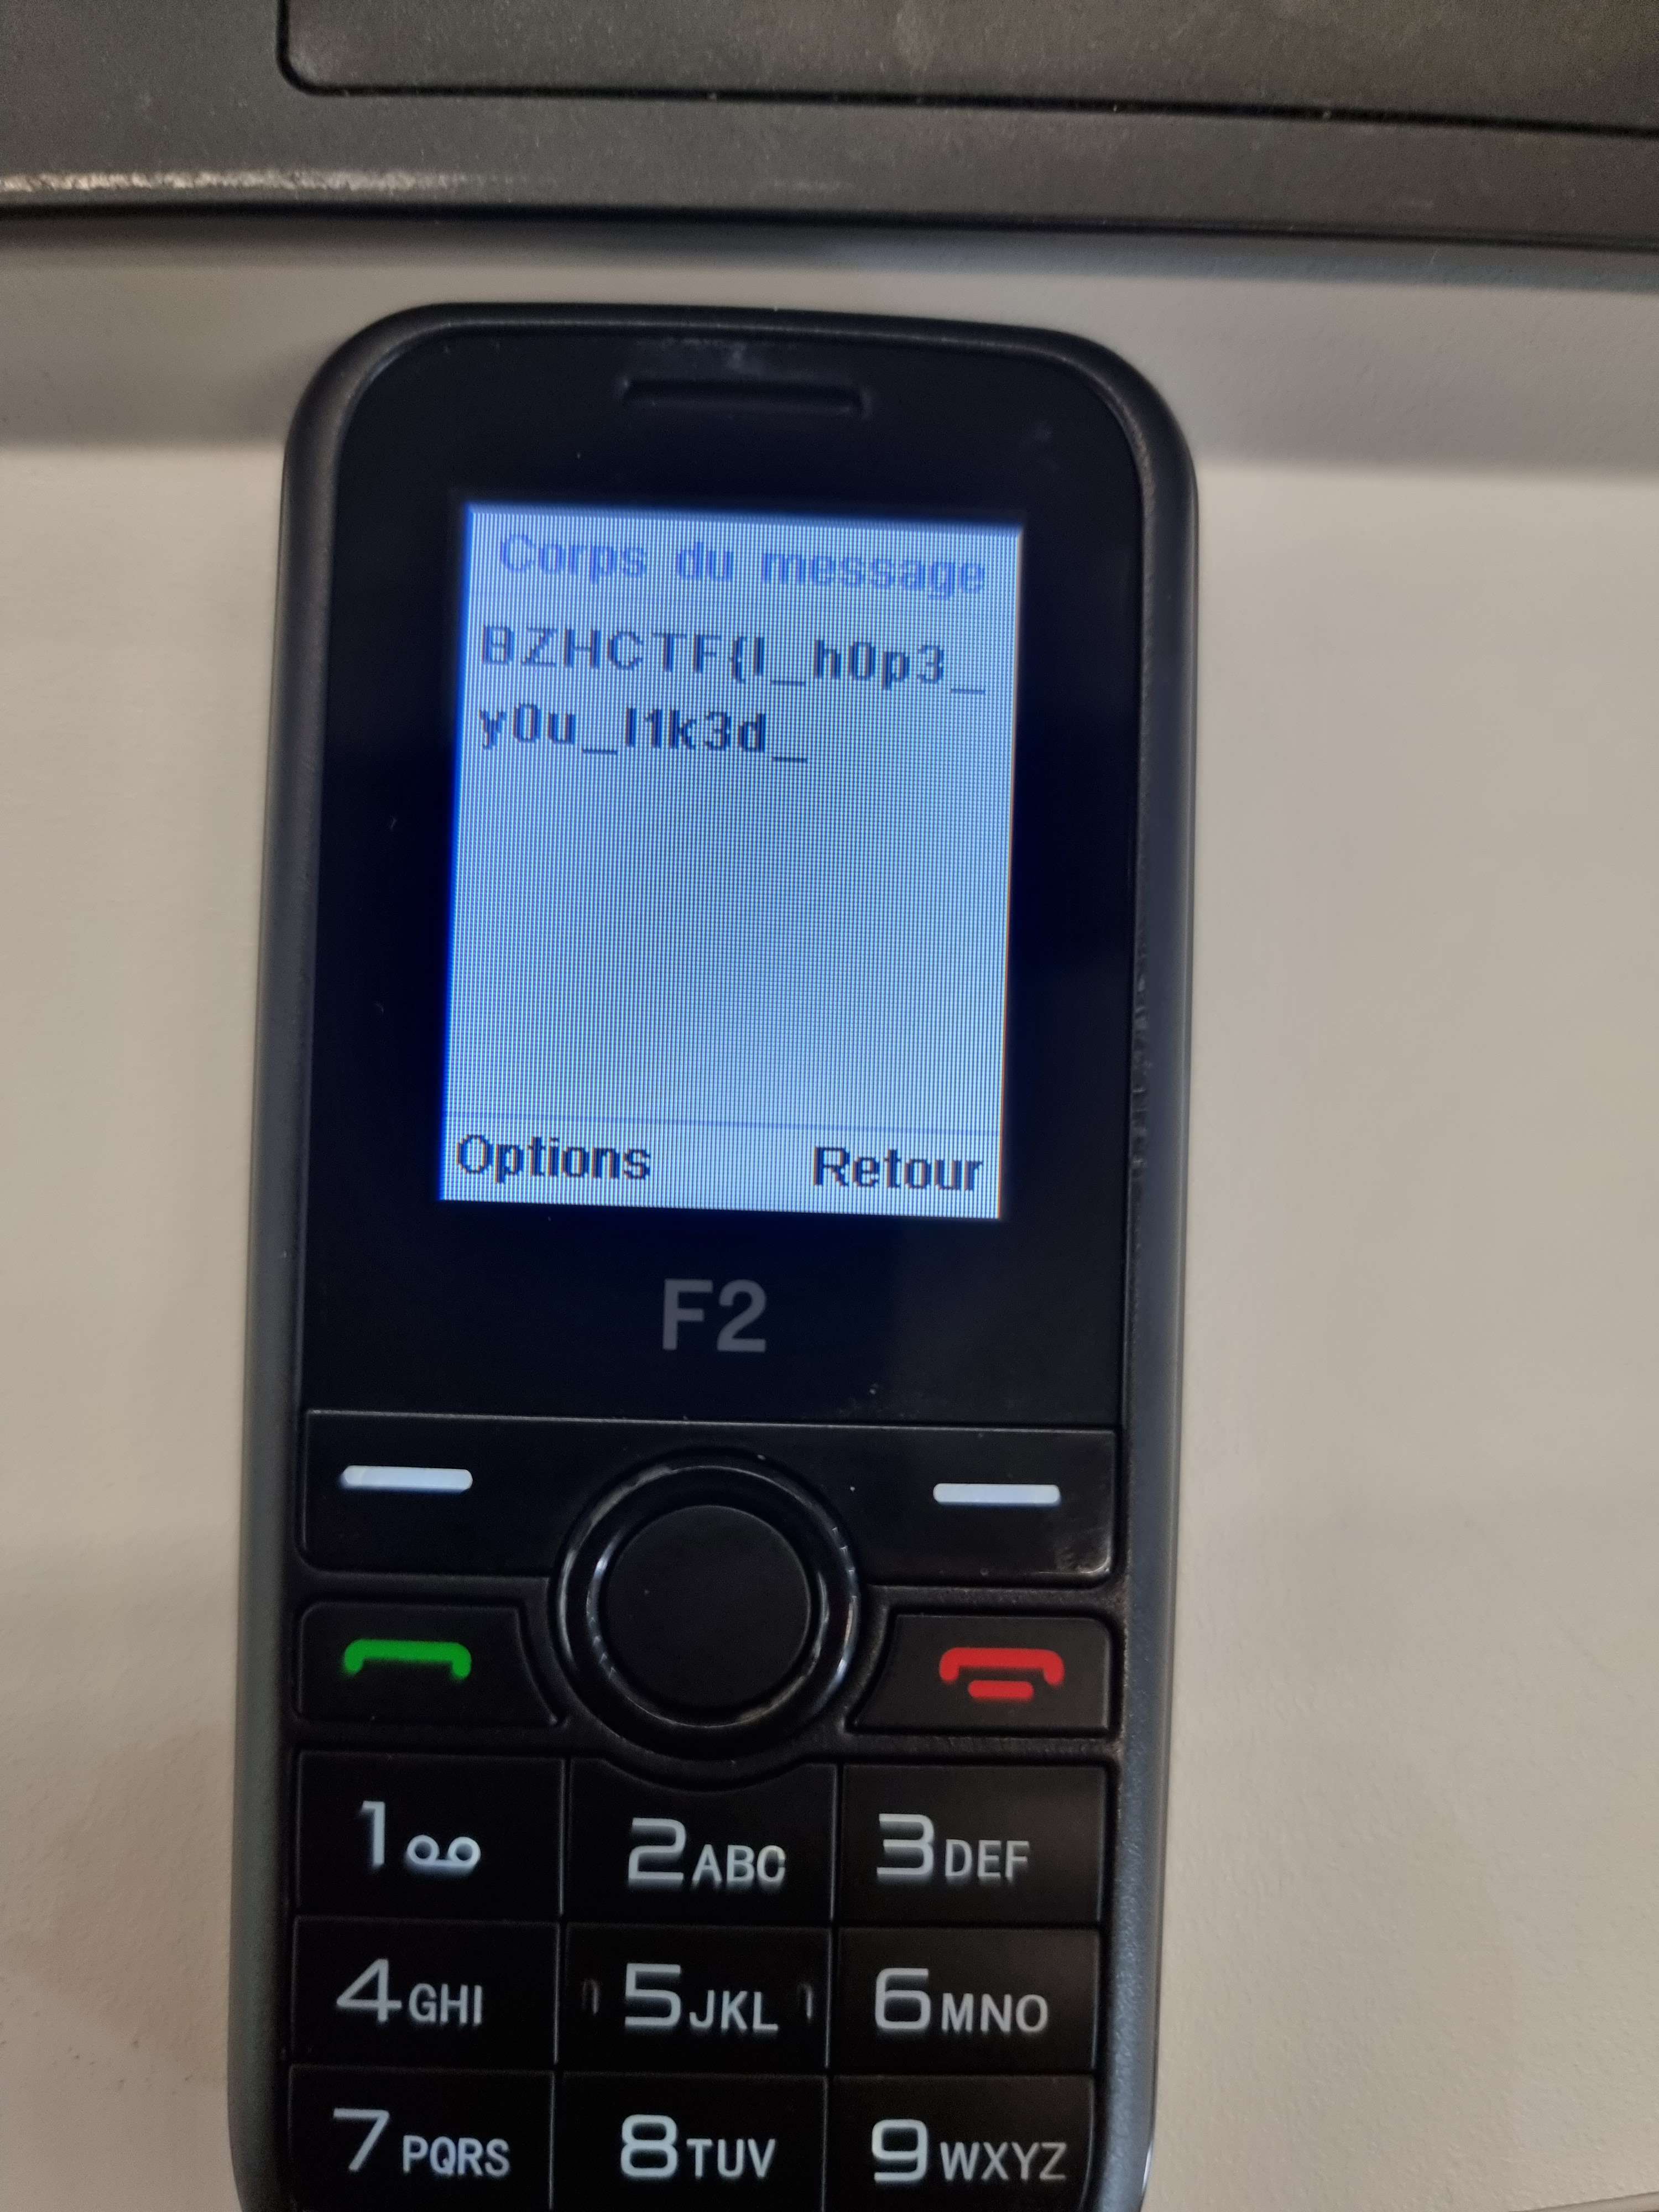 Corps du message
BZHCTF{I_h0p3_
y0u_l1k3d_
Options Retour
F2
1
2ABC
3DEF
4GHI
5JKL
6MNO
7PQRS
8TUV
9WXYZ